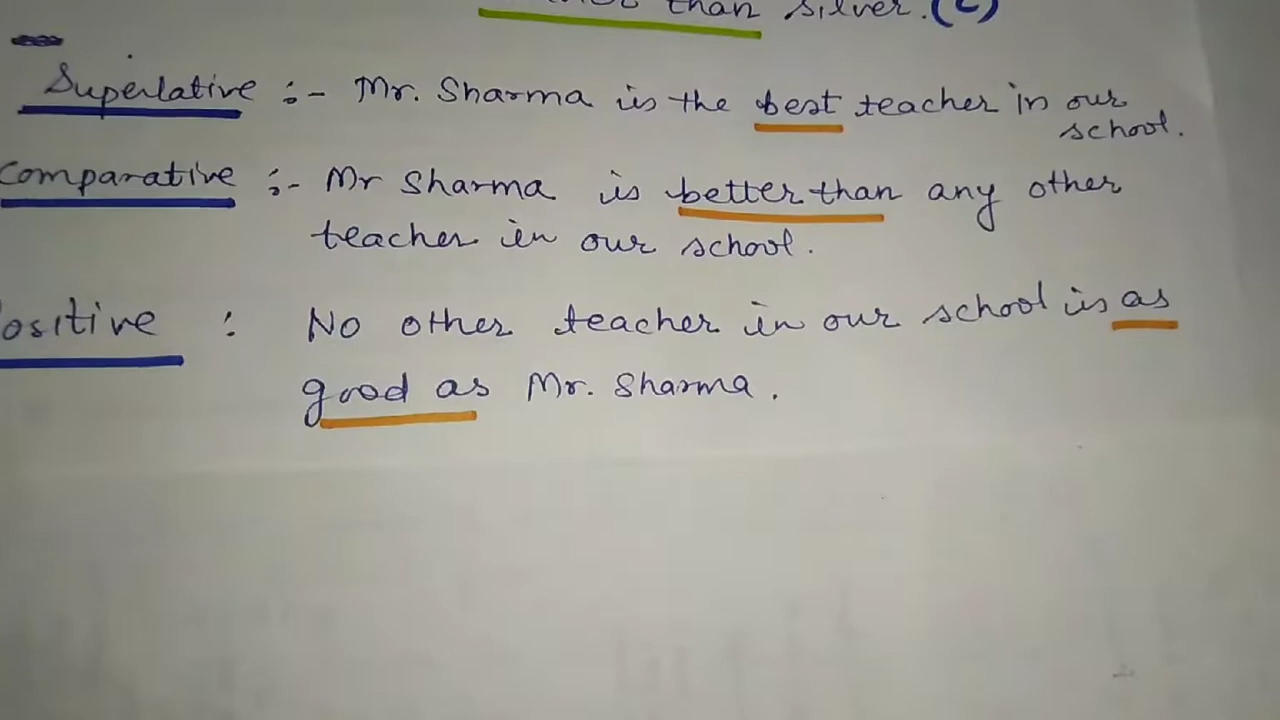 than silver. (C)
Superlative :- Mr. Sharma is the best teacher in our
school.
Comparative :- Mr Sharma is better than any other
teacher in our school.
ositive : No other teacher in our school is as
good as Mr. Sharma.